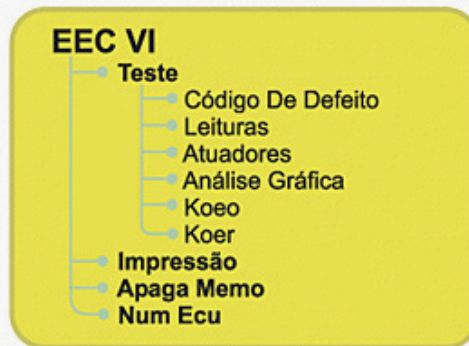 EEC VI
Teste
Código De Defeito
Leituras
Atuadores
Análise Gráfica
Koeo
Koer
Impressão
Apaga Memo
Num Ecu